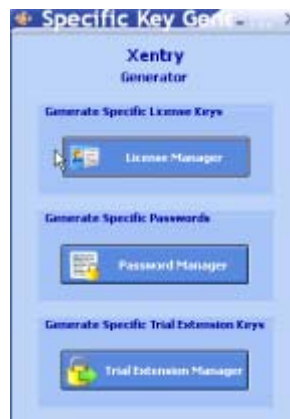 Specific Key Gene
Xentry
Generator
Generate Specific License Keys
License Manager
Generate Specific Passwords
Password Manager
Generate Specific Trial Extension Keys
Trial Extension Manager